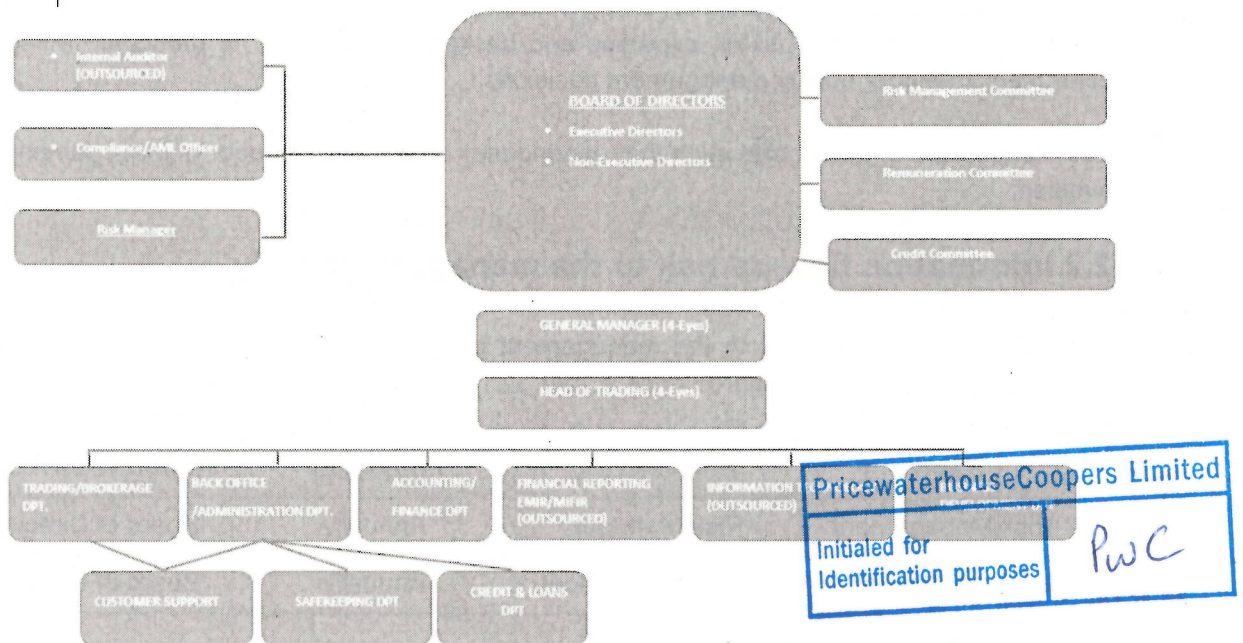 • Internal Auditor
(OUTSOURCED)
• Compliance/AML Officer
Risk Manager
BOARD OF DIRECTORS
• Executive Directors
• Non-Executive Directors
Risk Management Committee
Remuneration Committee
Credit Committee
GENERAL MANAGER (4-Eyes)
HEAD OF TRADING (4-Eyes)
TRADING/BROKERAGE
DPT.
BACK OFFICE
/ADMINISTRATION DPT.
ACCOUNTING/
FINANCE DPT
FINANCIAL REPORTING
EMIR/MIFIR
(OUTSOURCED)
INFORMATION
(OUTSOURCED)
CUSTOMER SUPPORT
SAFEKEEPING DPT
CREDIT & LOANS
DPT
PricewaterhouseCoopers Limited
Initialed for
Identification purposes
PwC